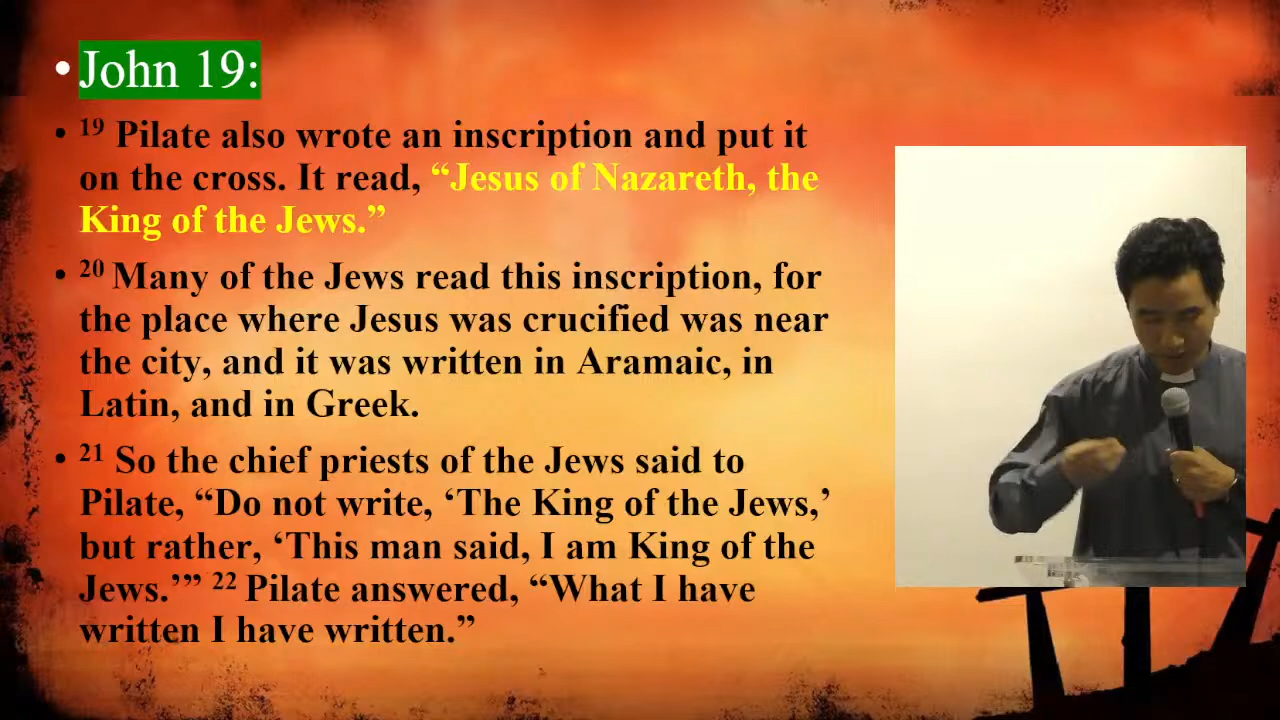 • John 19:
• 19 Pilate also wrote an inscription and put it
on the cross. It read, “Jesus of Nazareth, the
King of the Jews.”
• 20 Many of the Jews read this inscription, for
the place where Jesus was crucified was near
the city, and it was written in Aramaic, in
Latin, and in Greek.
• 21 So the chief priests of the Jews said to
Pilate, “Do not write, ‘The King of the Jews,’
but rather, ‘This man said, I am King of the
Jews.’” 22 Pilate answered, “What I have
written I have written.”